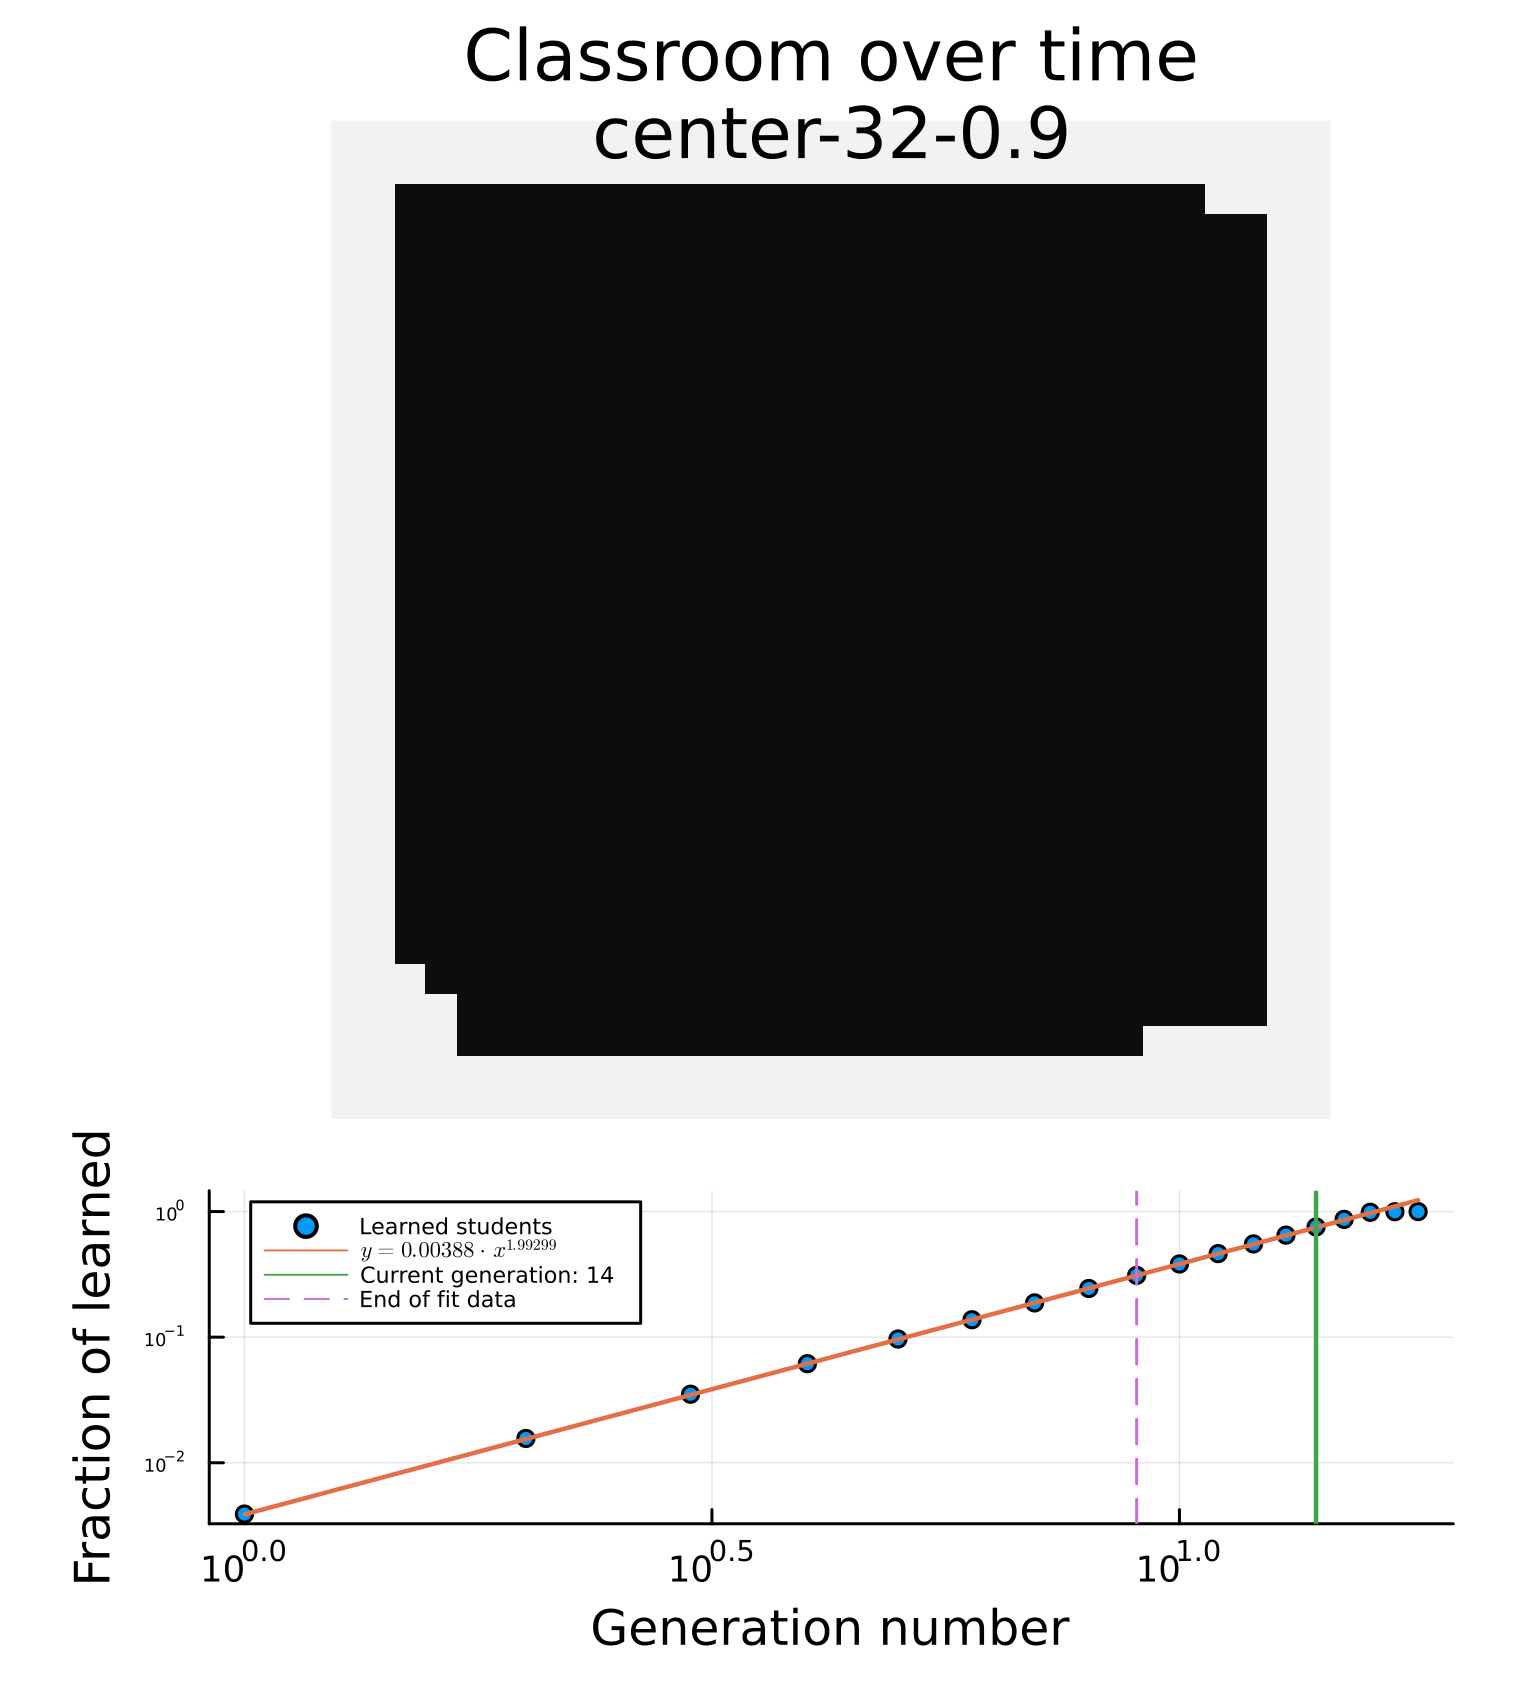 Classroom over time
center-32-0.9
Fraction of learned
10⁰
10⁻¹
10⁻²
Learned students
y = 0.00388 · x^1.99299
Current generation: 14
End of fit data
10^0.0
10^0.5
10^1.0
Generation number